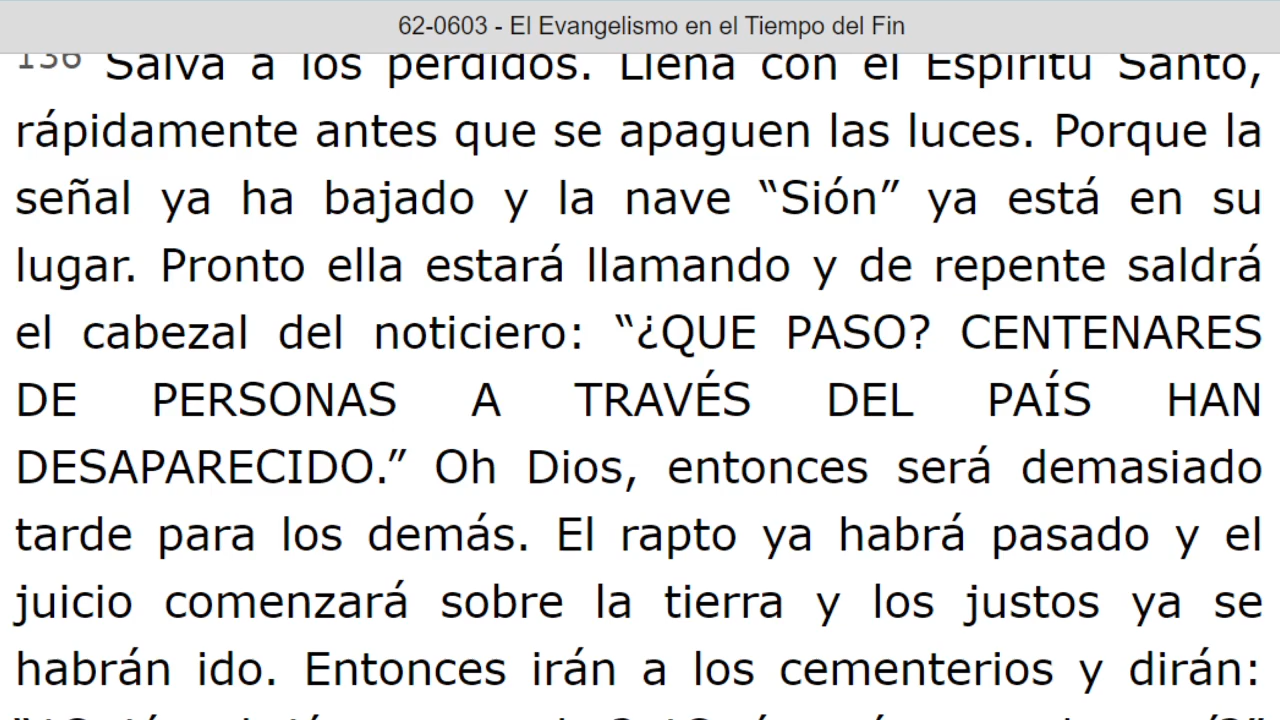 62-0603 - El Evangelismo en el Tiempo del Fin
136 Salva a los perdidos. Llena con el Espíritu Santo,
rápidamente antes que se apaguen las luces. Porque la
señal ya ha bajado y la nave “Sión” ya está en su
lugar. Pronto ella estará llamando y de repente saldrá
el cabezal del noticiero: “¿QUE PASO? CENTENARES
DE PERSONAS A TRAVÉS DEL PAÍS HAN
DESAPARECIDO.” Oh Dios, entonces será demasiado
tarde para los demás. El rapto ya habrá pasado y el
juicio comenzará sobre la tierra y los justos ya se
habrán ido. Entonces irán a los cementerios y dirán: